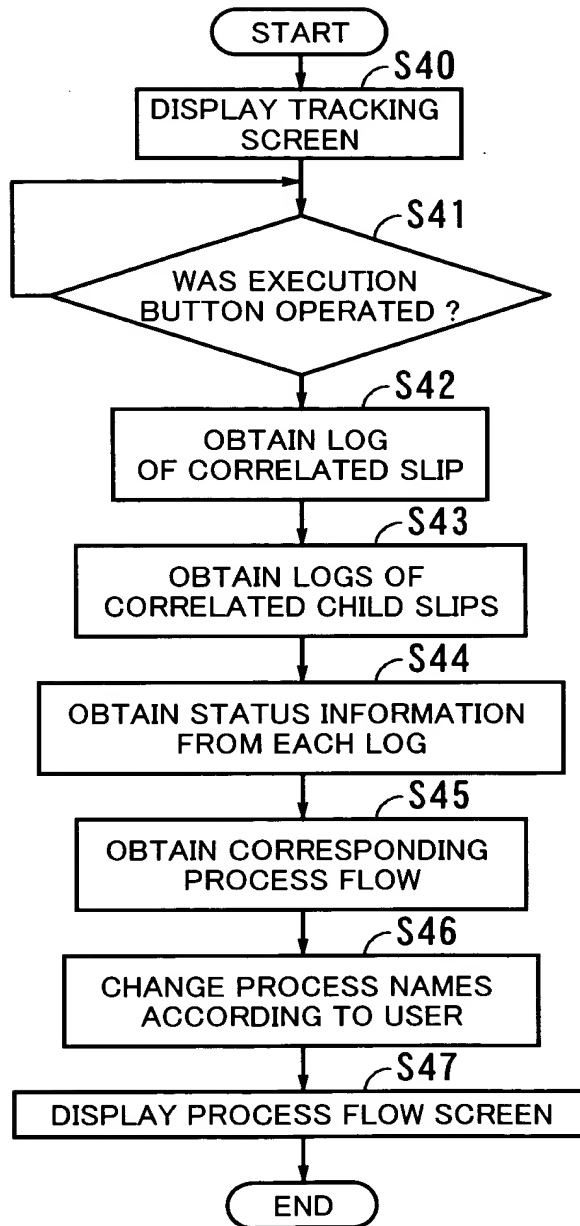 START
S40
DISPLAY TRACKING
SCREEN
S41
WAS EXECUTION
BUTTON OPERATED ?
S42
OBTAIN LOG
OF CORRELATED SLIP
S43
OBTAIN LOGS OF
CORRELATED CHILD SLIPS
S44
OBTAIN STATUS INFORMATION
FROM EACH LOG
S45
OBTAIN CORRESPONDING
PROCESS FLOW
S46
CHANGE PROCESS NAMES
ACCORDING TO USER
S47
DISPLAY PROCESS FLOW SCREEN
END